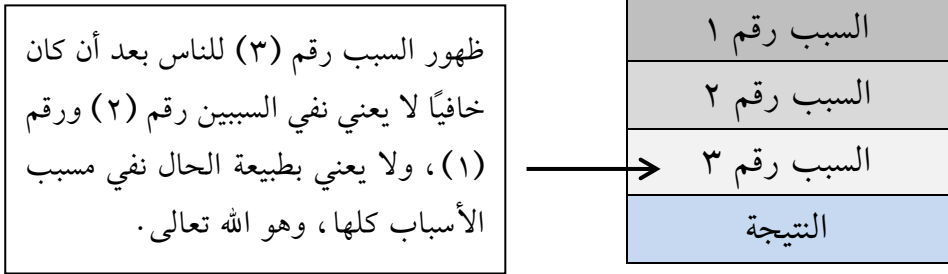 السبب رقم ١
السبب رقم ٢
السبب رقم ٣
النتيجة
ظهور السبب رقم (٣) للناس بعد أن كان
خافيًا لا يعني نفي السببين رقم (٢) ورقم
(١)، ولا يعني بطبيعة الحال نفي مسبب
الأسباب كلها، وهو الله تعالى.